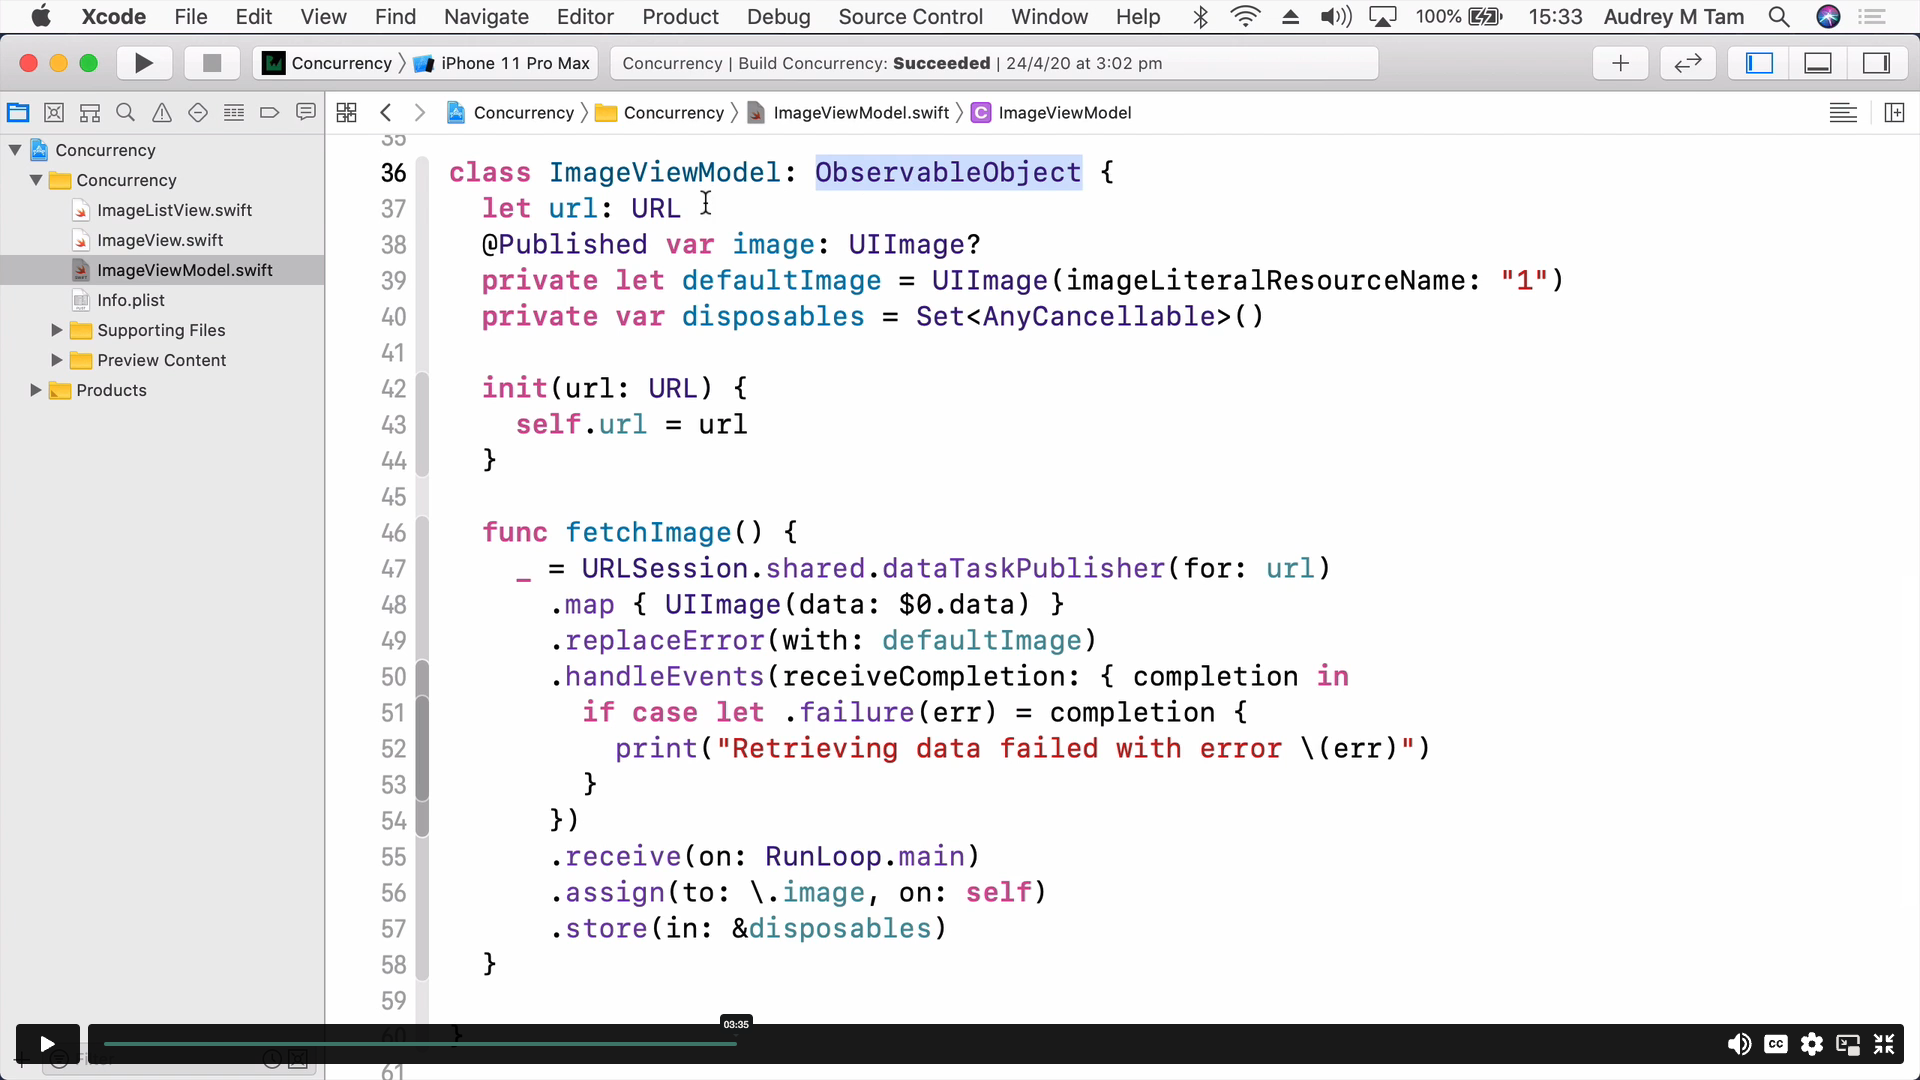 Xcode File Edit View Find Navigate Editor Product Debug Source Control Window Help 100% 15:33 Audrey M Tam
Concurrency iPhone 11 Pro Max Concurrency | Build Concurrency: Succeeded | 24/4/20 at 3:02 pm
Concurrency Concurrency ImageViewModel.swift C ImageViewModel
Concurrency
Concurrency
ImageListView.swift
ImageView.swift
ImageViewModel.swift
Info.plist
Supporting Files
Preview Content
Products
35
36 class ImageViewModel: ObservableObject {
37 let url: URL
38 @Published var image: UIImage?
39 private let defaultImage = UIImage(imageLiteralResourceName: "1")
40 private var disposables = Set<AnyCancellable>()
41
42 init(url: URL) {
43 self.url = url
44 }
45
46 func fetchImage() {
47 _ = URLSession.shared.dataTaskPublisher(for: url)
48 .map { UIImage(data: $0.data) }
49 .replaceError(with: defaultImage)
50 .handleEvents(receiveCompletion: { completion in
51 if case let .failure(err) = completion {
52 print("Retrieving data failed with error \(err)")
53 }
54 })
55 .receive(on: RunLoop.main)
56 .assign(to: \.image, on: self)
57 .store(in: &disposables)
58 }
59
60 }
61
03:35
Filter
CC